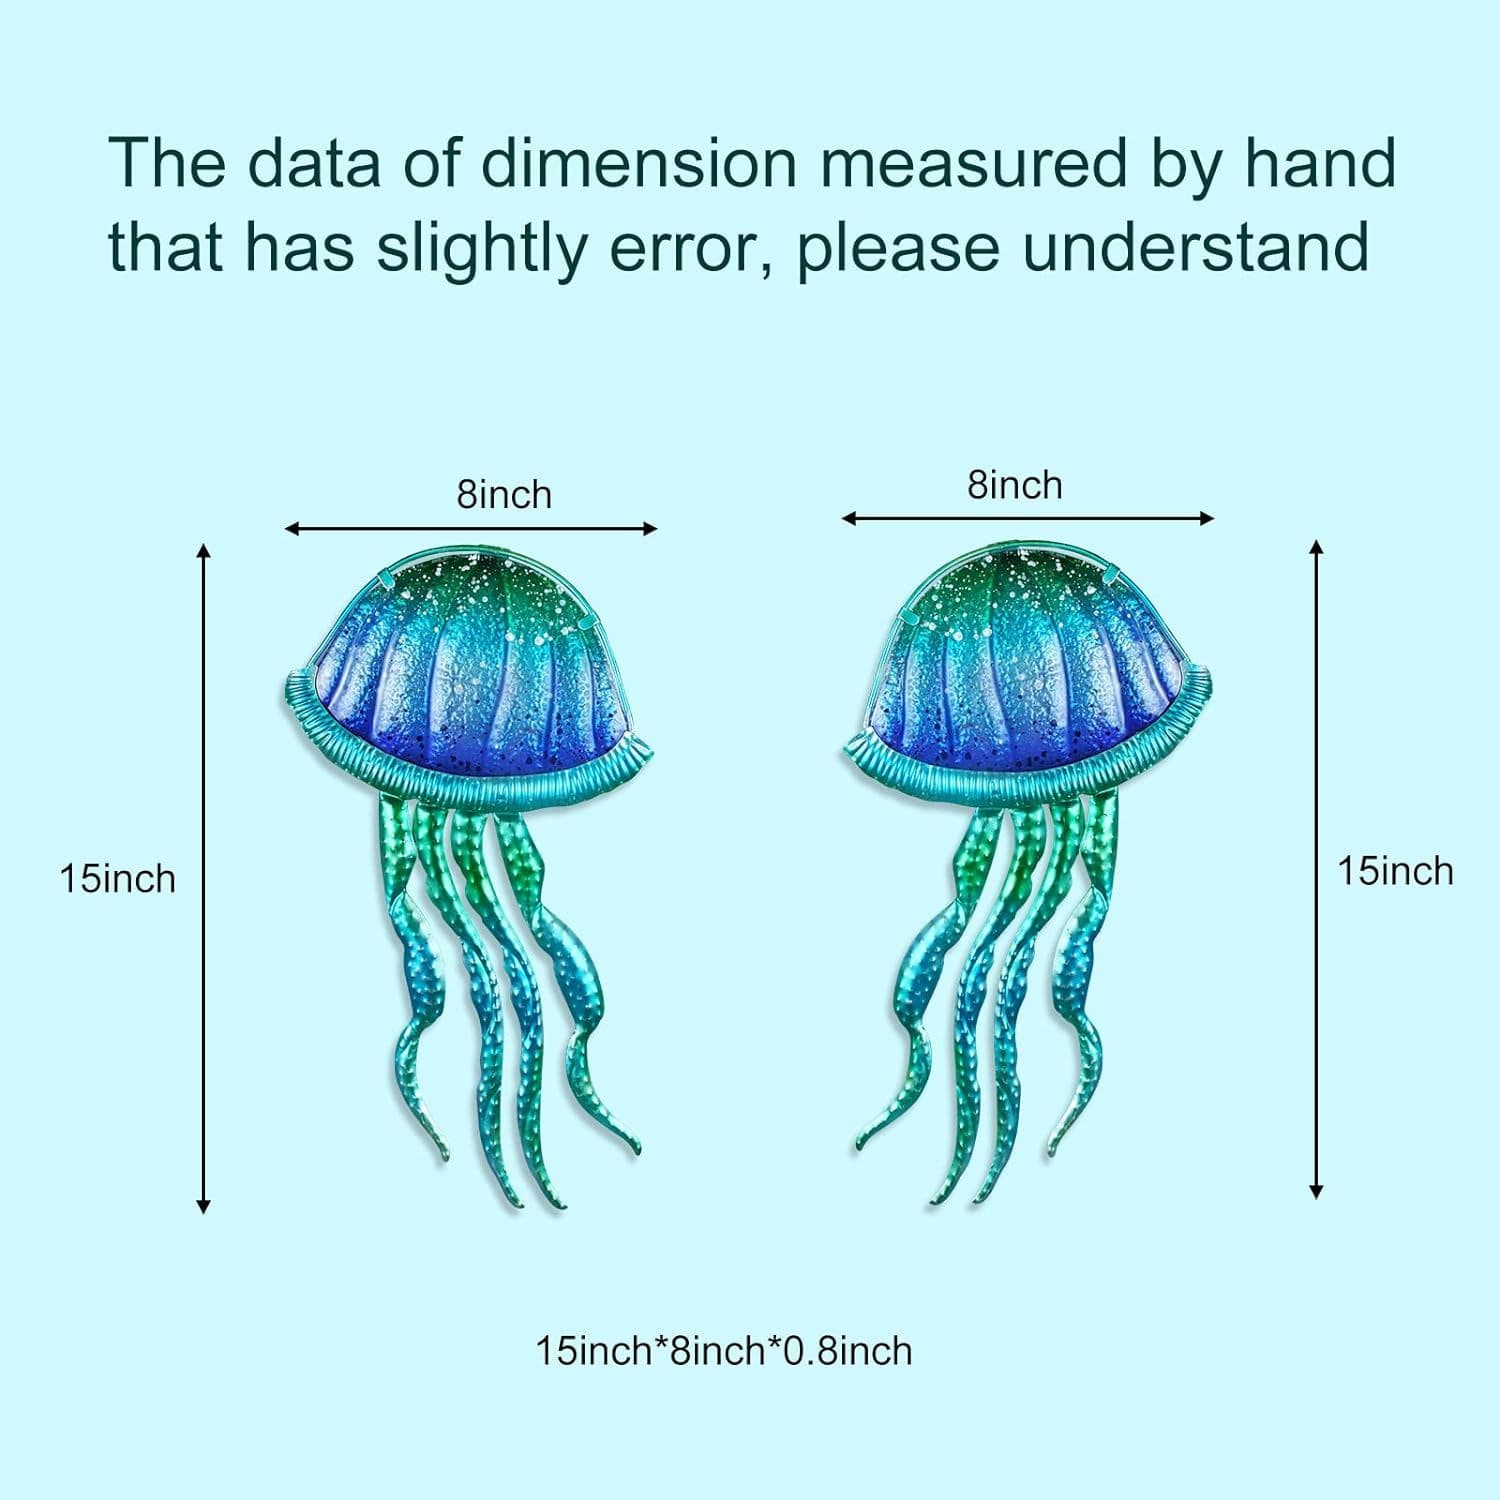 The data of dimension measured by hand
that has slightly error, please understand
8inch
8inch
15inch
15inch
15inch*8inch*0.8inch